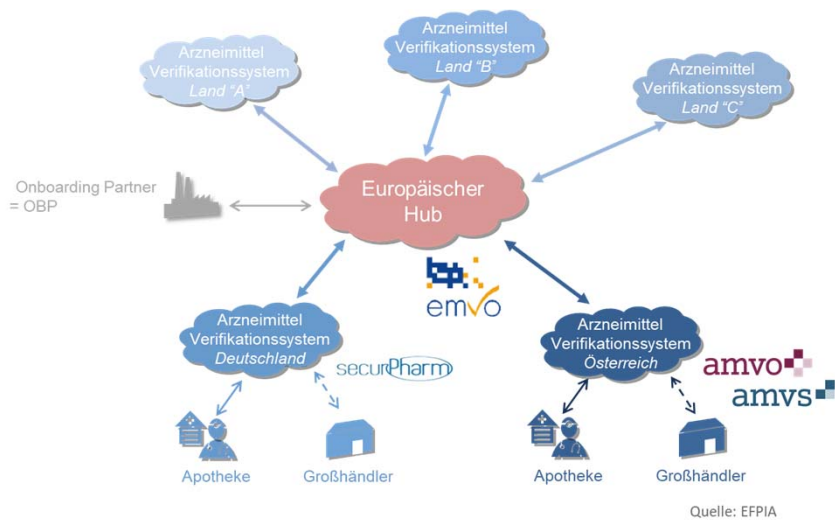 Arzneimittel
Verifikationssystem
Land "A"
Arzneimittel
Verifikationssystem
Land "B"
Arzneimittel
Verifikationssystem
Land "C"
Onboarding Partner
= OBP
Europäischer
Hub
emvo
Arzneimittel
Verifikationssystem
Deutschland
securPharm
Arzneimittel
Verifikationssystem
Österreich
amvo
amvs
Apotheke
Großhändler
Apotheke
Großhändler
Quelle: EFPIA